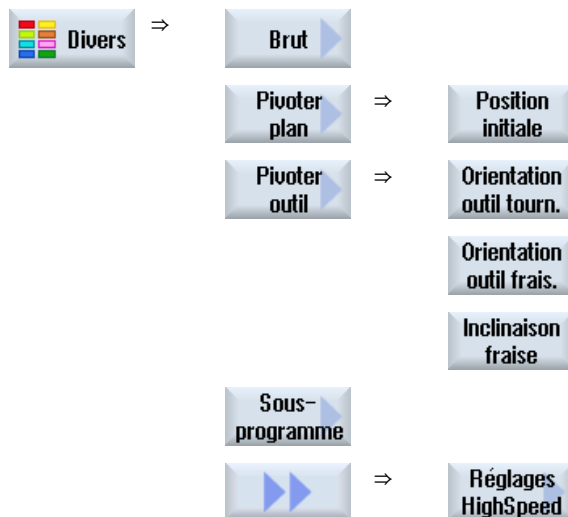 Divers ⇒ Brut
Pivoter
plan
⇒
Position
initiale
Pivoter
outil
⇒
Orientation
outil tourn.
Orientation
outil frais.
Inclinaison
fraise
Sous-
programme
⇒
Réglages
HighSpeed